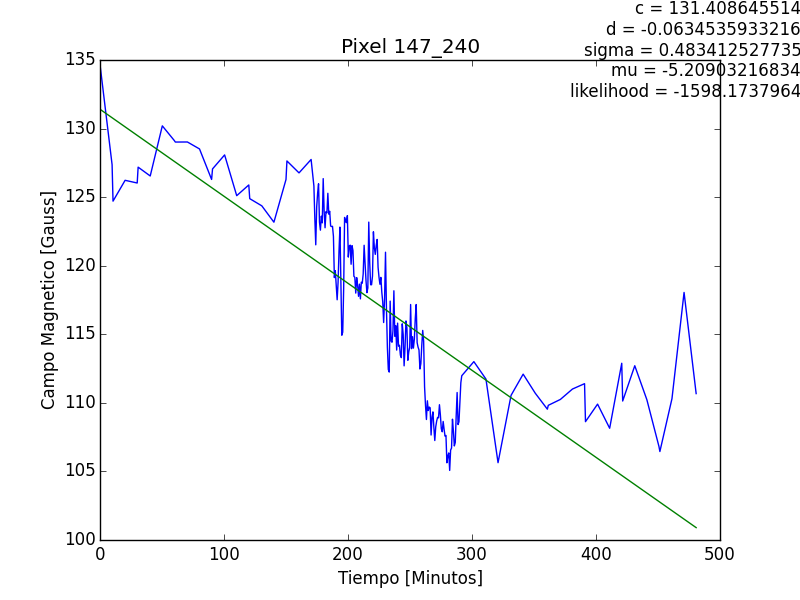 c = 131.408645514
d = -0.0634535933216
Pixel 147_240
sigma = 0.483412527735
mu = -5.20903216834
likelihood = -1598.1737964
135
130
125
120
115
110
105
100
Campo Magnetico [Gauss]
0 100 200 300 400 500
Tiempo [Minutos]